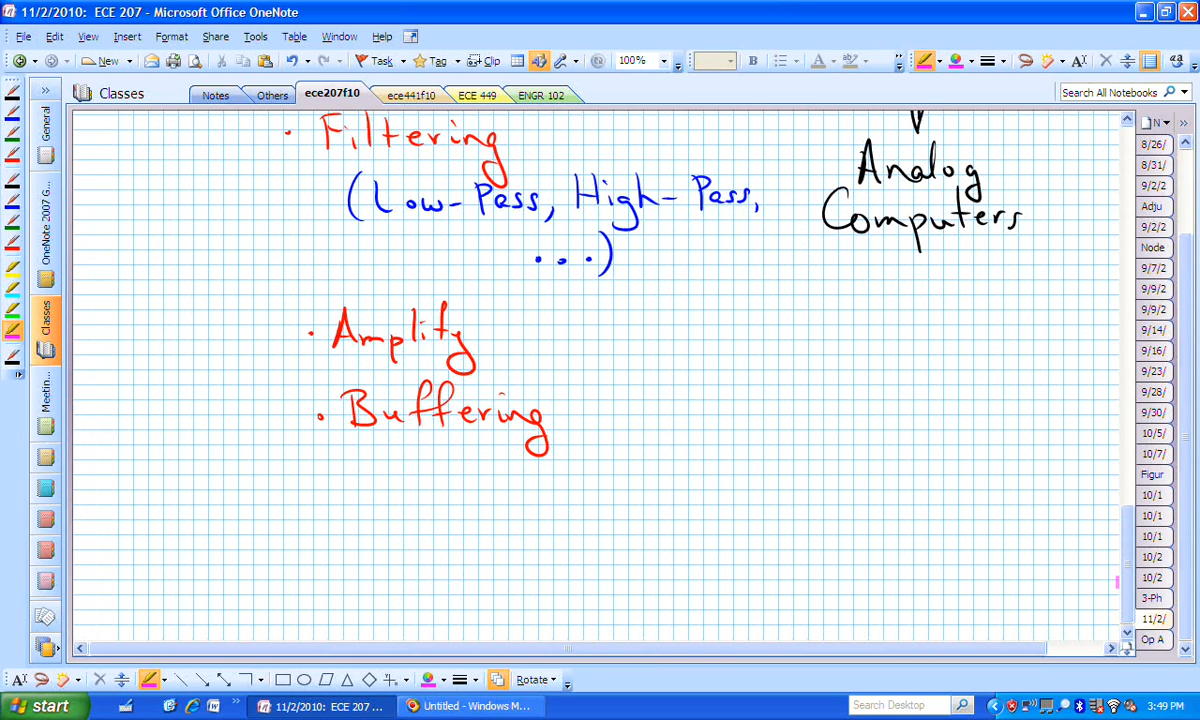 11/2/2010: ECE 207 - Microsoft Office OneNote
File Edit View Insert Format Share Tools Table Window Help
New Task Tag Clip 100% B A ab
Classes Notes Others ece207f10 ece441f10 ECE 449 ENGR 102 Search All Notebooks
General
OneNote 2007 G...
Classes
Meetin...
• Filtering
(Low-Pass, High-Pass,
...)
• Amplify
• Buffering
Analog
Computers
N
8/26/
8/31/
9/2/2
Adju
9/2/2
Node
9/7/2
9/9/2
9/9/2
9/14/
9/16/
9/23/
9/28/
9/30/
10/5/
10/7/
Figur
10/1
10/1
10/1
10/2
10/2
3-Ph
11/2/
Op A
Rotate
start 11/2/2010: ECE 207 ... Untitled - Windows M... Search Desktop 3:49 PM